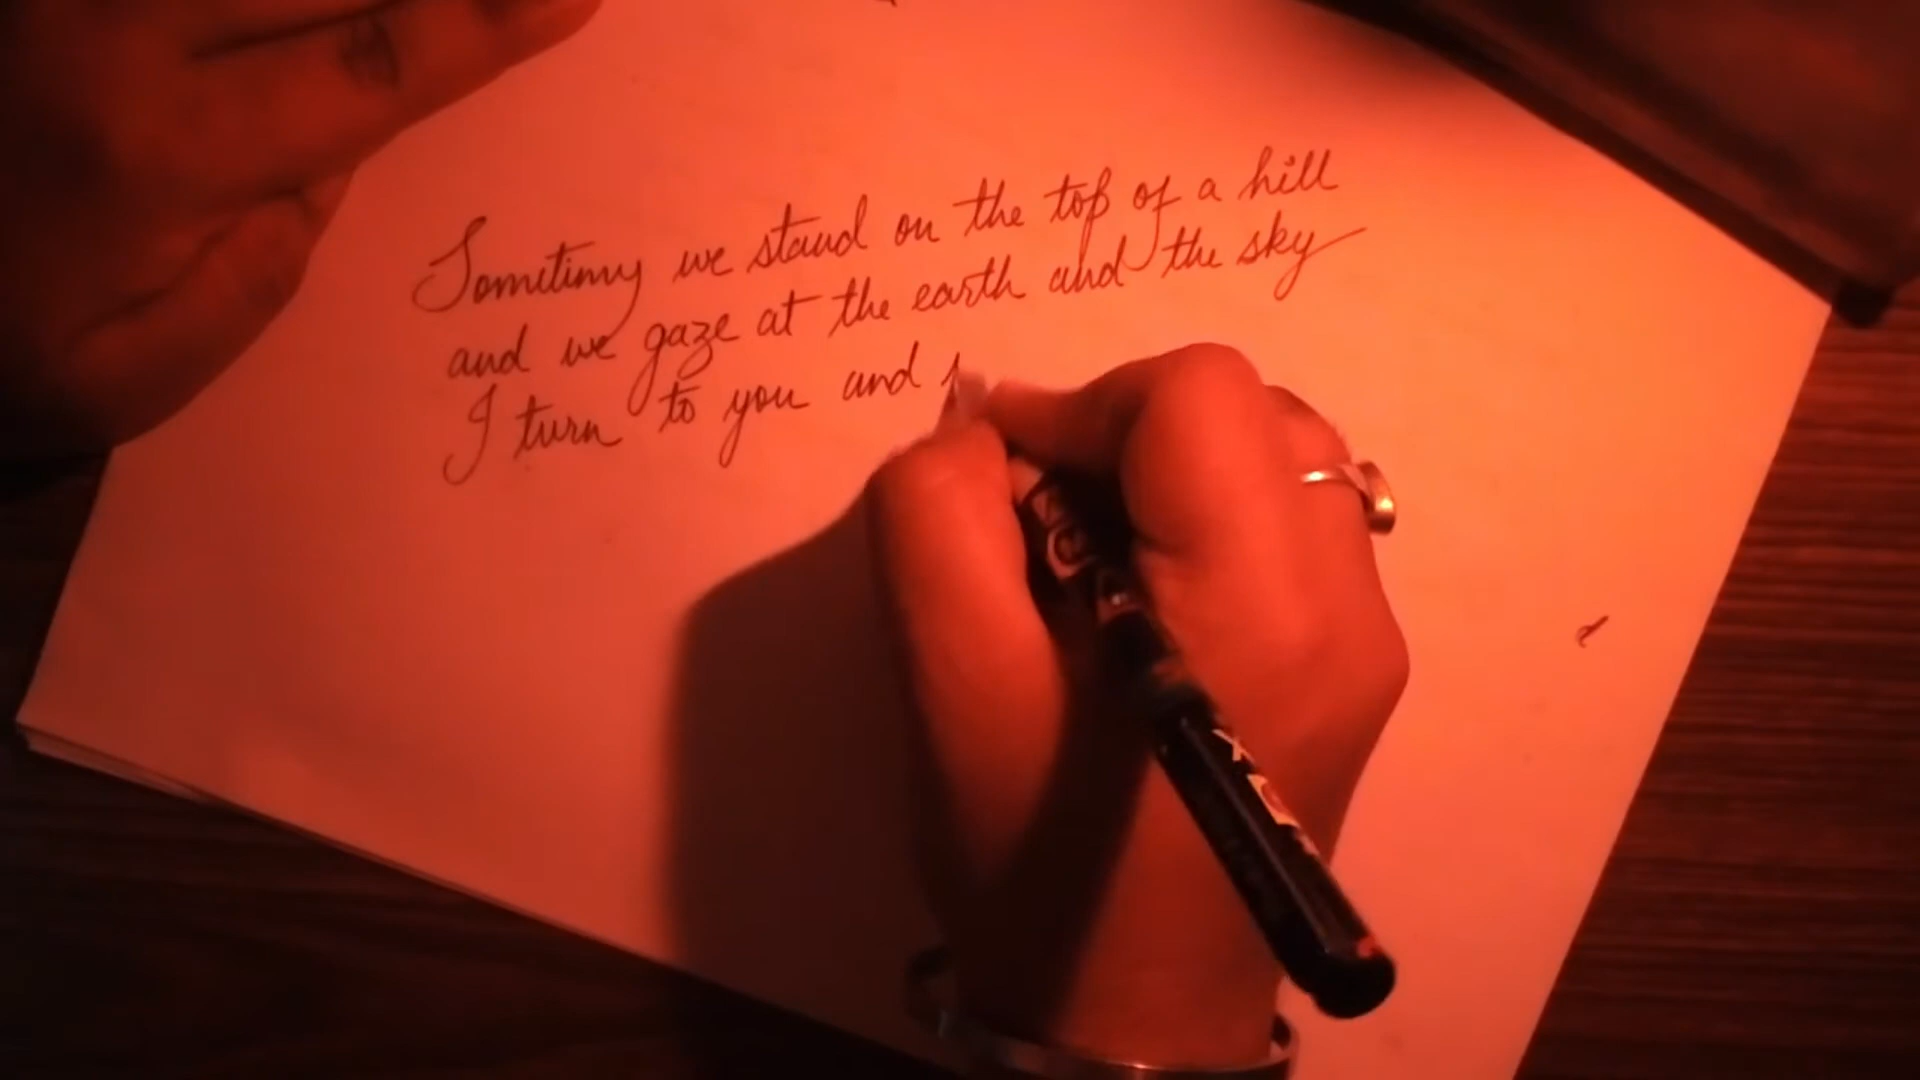 Sometimes we stand on the top of a hill
and we gaze at the earth and the sky
I turn to you and